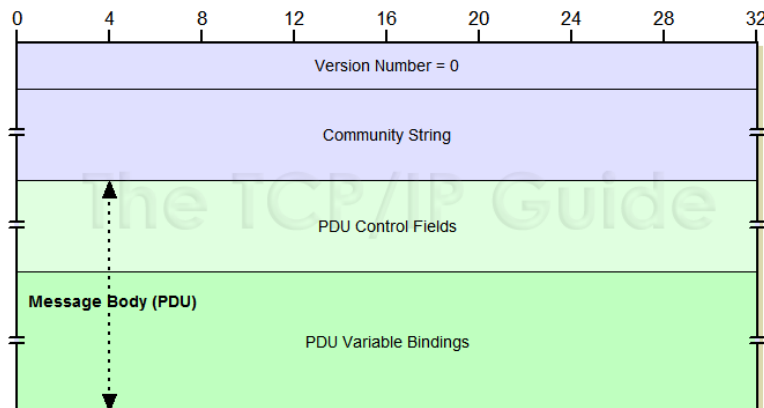 0 4 8 12 16 20 24 28 32
Version Number = 0
Community String
The TCP/IP Guide
PDU Control Fields
Message Body (PDU)
PDU Variable Bindings